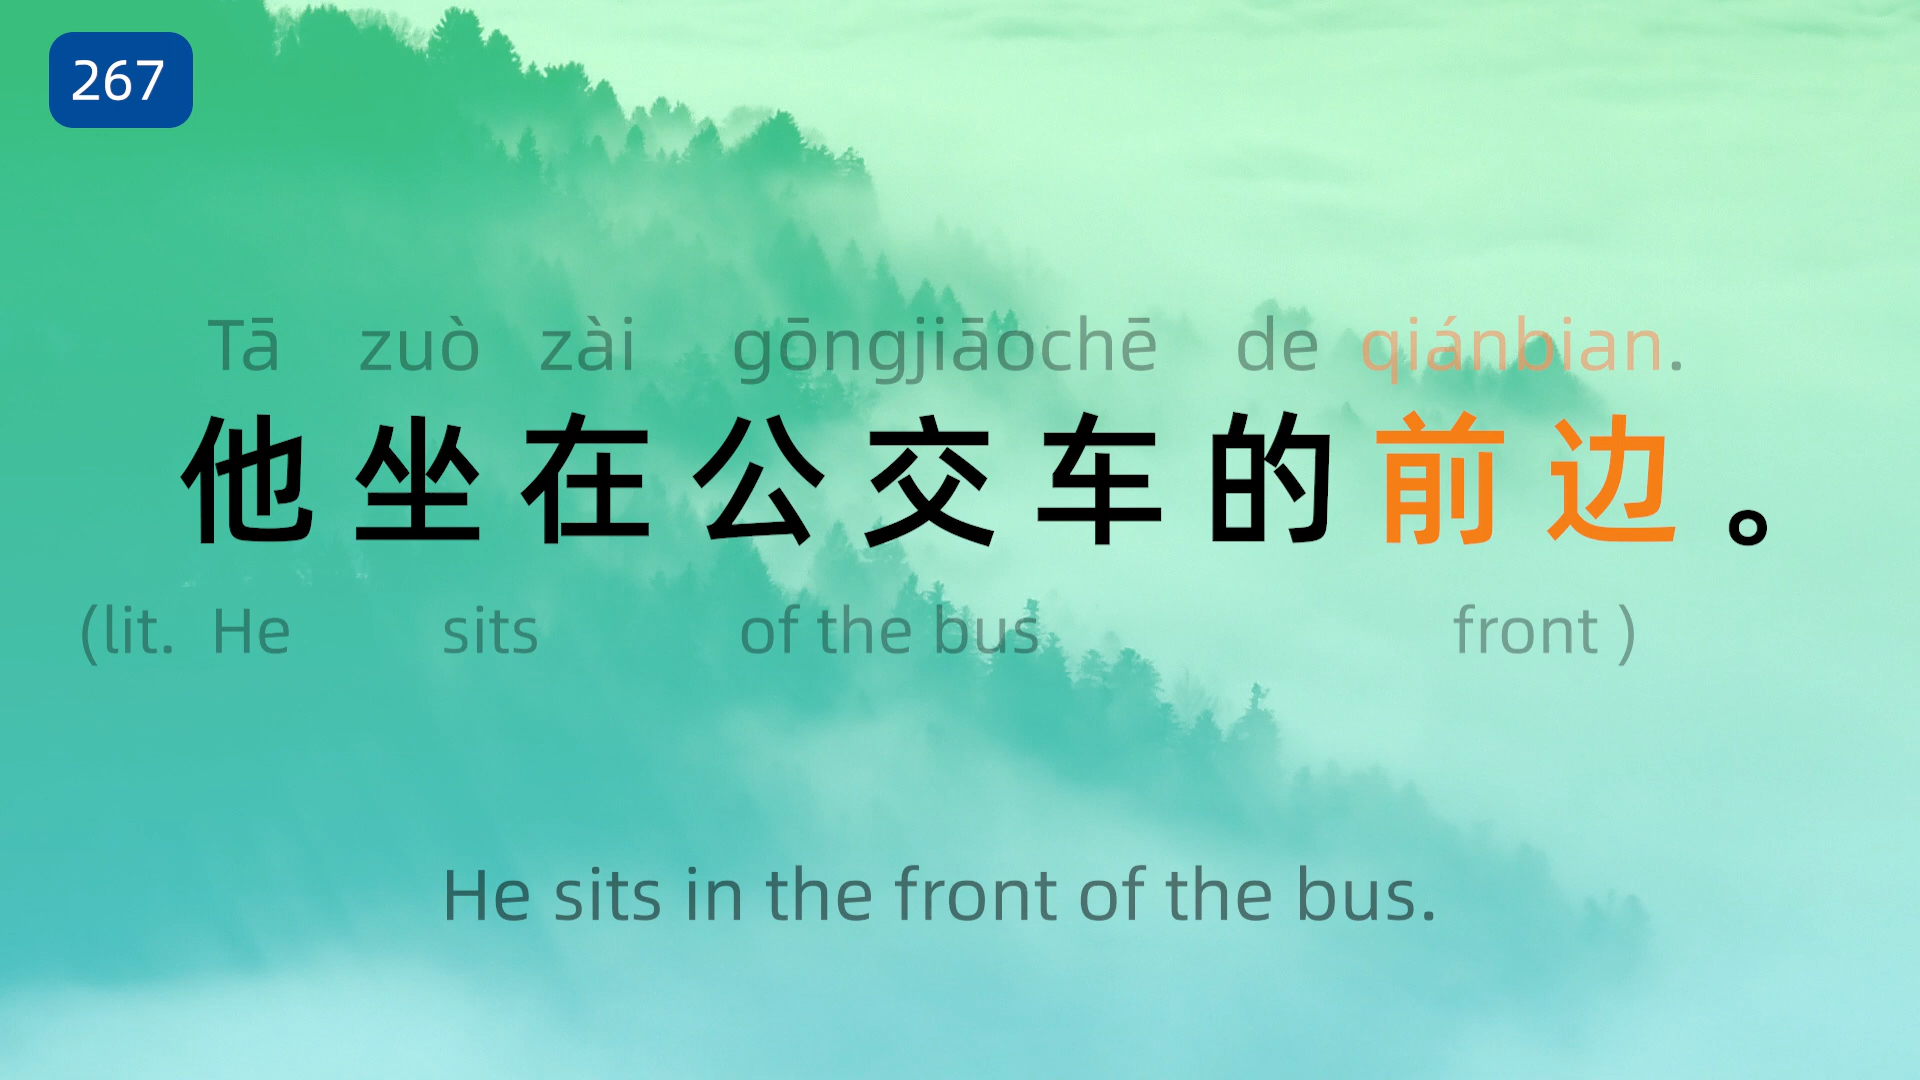 267
Tā zuò zài gōngjiāochē de qiánbian.
他坐在公交车的前边。
(lit. He sits of the bus front )
He sits in the front of the bus.